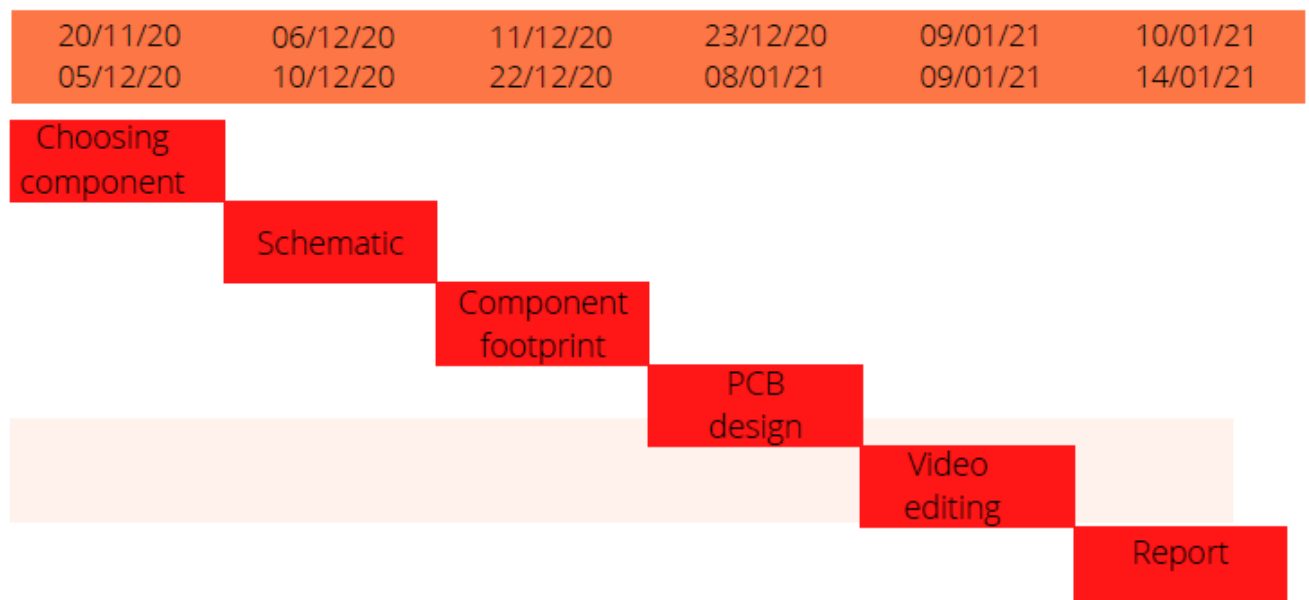 20/11/20 06/12/20 11/12/20 23/12/20 09/01/21 10/01/21
05/12/20 10/12/20 22/12/20 08/01/21 09/01/21 14/01/21
Choosing
component
Schematic
Component
footprint
PCB
design
Video
editing
Report